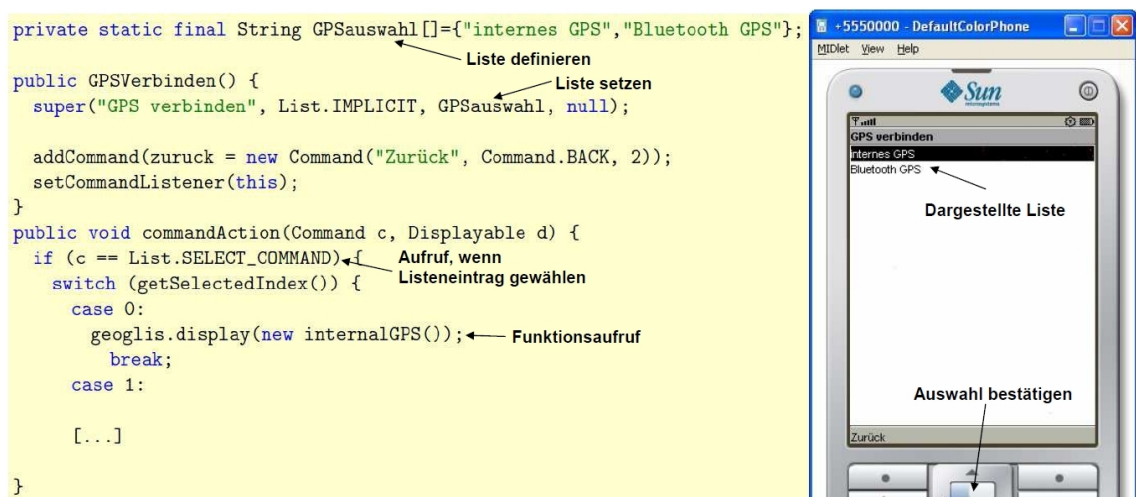 private static final String GPSauswahl[]={"internes GPS","Bluetooth GPS"};
Liste definieren
public GPSVerbinden() {
Liste setzen
super("GPS verbinden", List.IMPLICIT, GPSauswahl, null);
addCommand(zuruck = new Command("Zurück", Command.BACK, 2));
setCommandListener(this);
}
public void commandAction(Command c, Displayable d) {
if (c == List.SELECT_COMMAND) {
Aufruf, wenn
Listeneintrag gewählen
switch (getSelectedIndex()) {
case 0:
geoglis.display(new internalGPS());
Funktionsaufruf
break;
case 1:
[...]
}
+5550000 - DefaultColorPhone
MIDlet View Help
Sun
microsystems
GPS verbinden
internes GPS
Bluetooth GPS
Dargestellte Liste
Auswahl bestätigen
Zurück